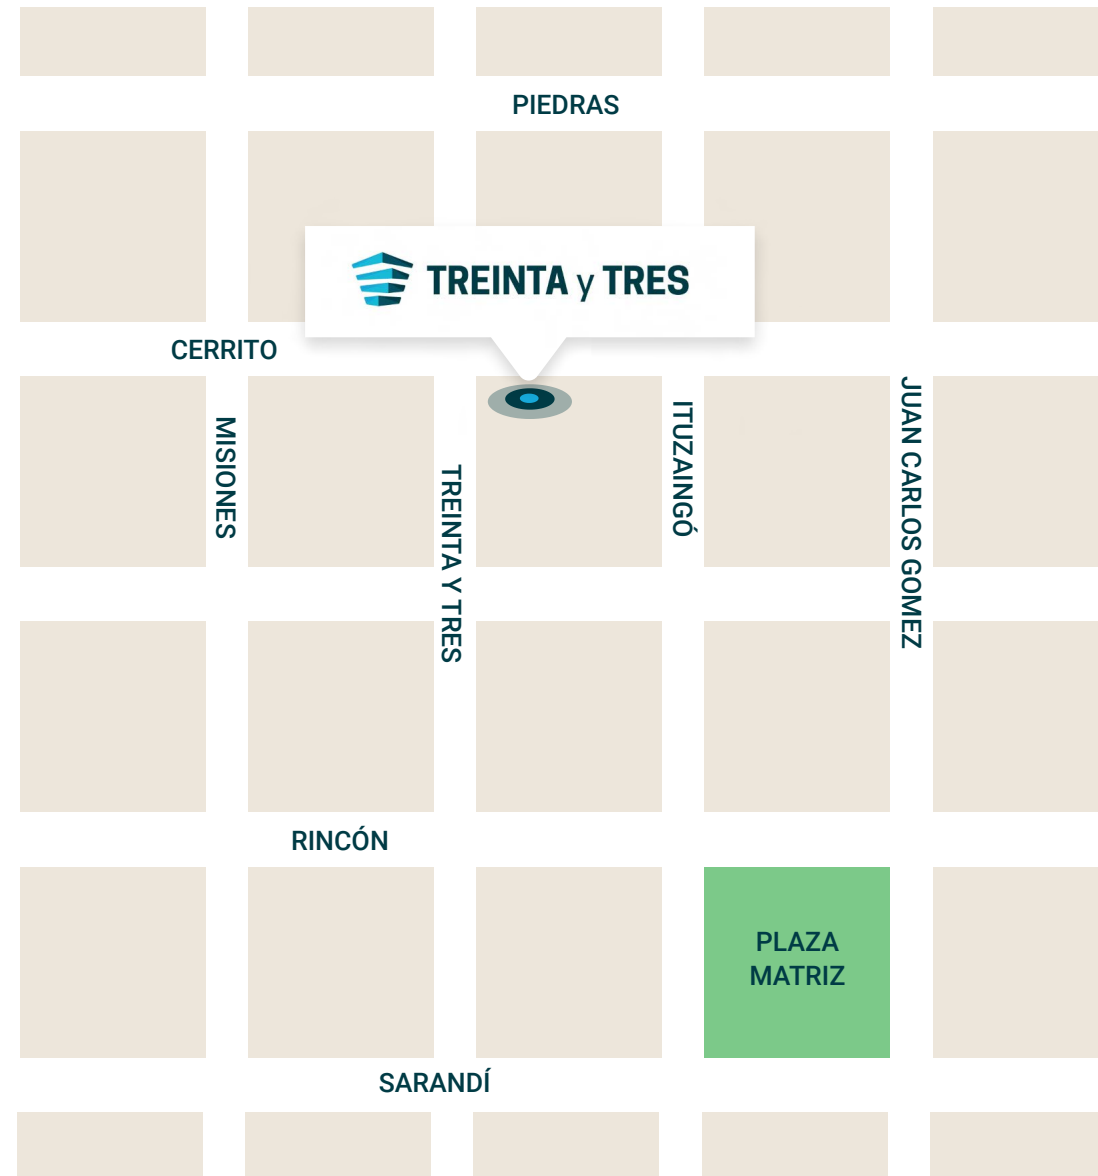 PIEDRAS
TREINTA y TRES
CERRITO
MISIONES
TREINTA Y TRES
ITUZAINGÓ
JUAN CARLOS GOMEZ
RINCÓN
PLAZA
MATRIZ
SARANDÍ